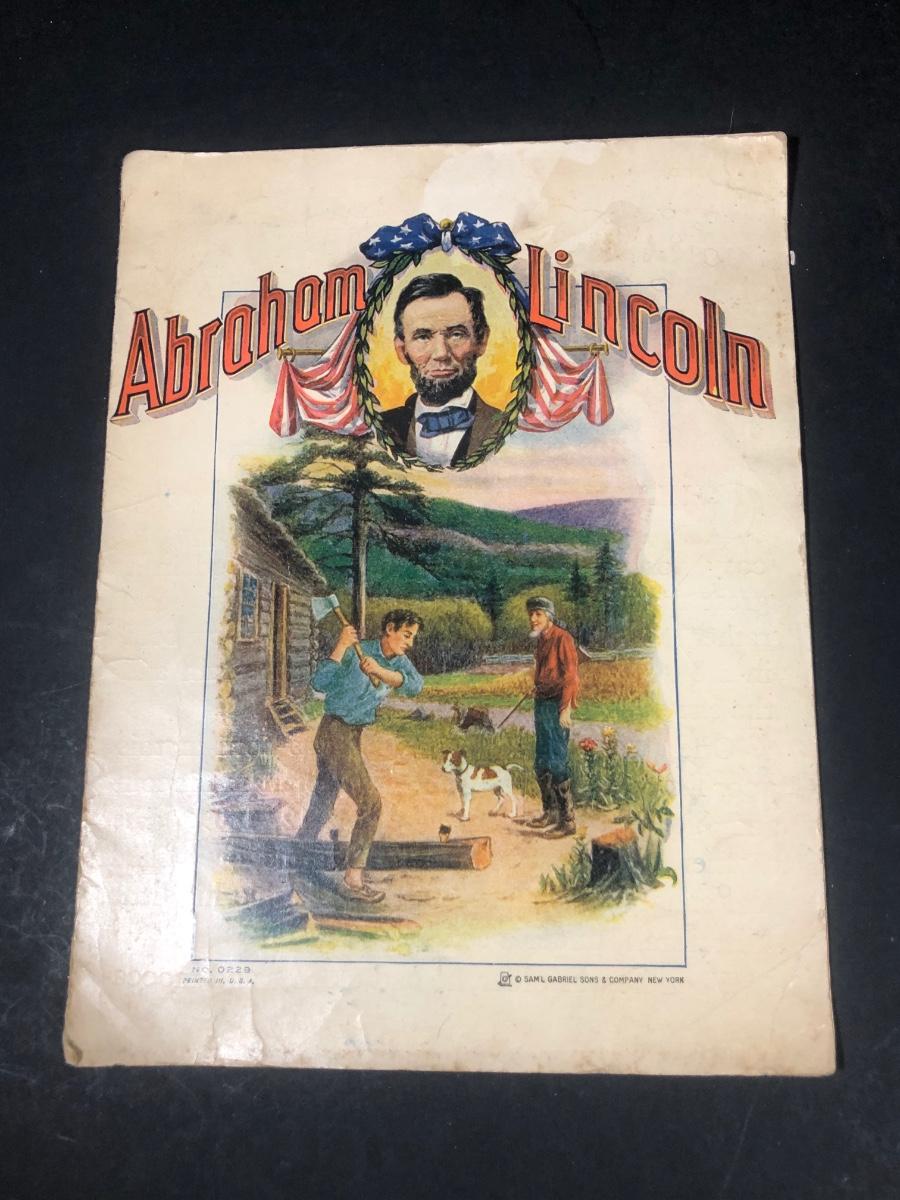 Abraham Lincoln
NO. 0229
PRINTED IN, U. S. A.
© SAM'L GABRIEL SONS & COMPANY NEW YORK